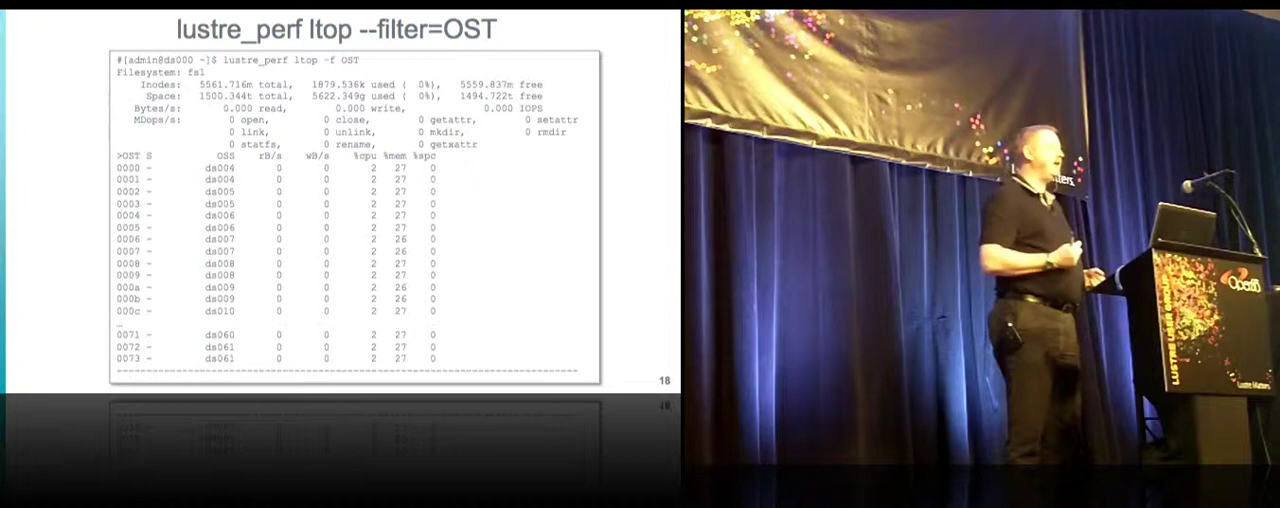 lustre_perf ltop --filter=OST
#[admin@ds000 ~]$ lustre_perf ltop -f OST
Filesystem: fs1
Inodes: 5561.716m total, 1879.536k used ( 0%), 5559.837m free
Space: 1500.344t total, 5622.349g used ( 0%), 1494.722t free
Bytes/s: 0.000 read, 0.000 write, 0.000 IOPS
MDops/s: 0 open, 0 close, 0 getattr, 0 setattr
0 link, 0 unlink, 0 mkdir, 0 rmdir
0 statfs, 0 rename, 0 getxattr
>OST S OSS rB/s wB/s %cpu %mem %spc
0000 - ds004 0 0 2 27 0
0001 - ds004 0 0 2 27 0
0002 - ds005 0 0 2 27 0
0003 - ds005 0 0 2 27 0
0004 - ds006 0 0 2 27 0
0005 - ds006 0 0 2 27 0
0006 - ds007 0 0 2 26 0
0007 - ds007 0 0 2 26 0
0008 - ds008 0 0 2 27 0
0009 - ds008 0 0 2 27 0
000a - ds009 0 0 2 26 0
000b - ds009 0 0 2 26 0
000c - ds010 0 0 2 27 0
…
0071 - ds060 0 0 2 27 0
0072 - ds061 0 0 2 27 0
0073 - ds061 0 0 2 27 0
18
LUSTRE USER GROUP
Lustre Matters